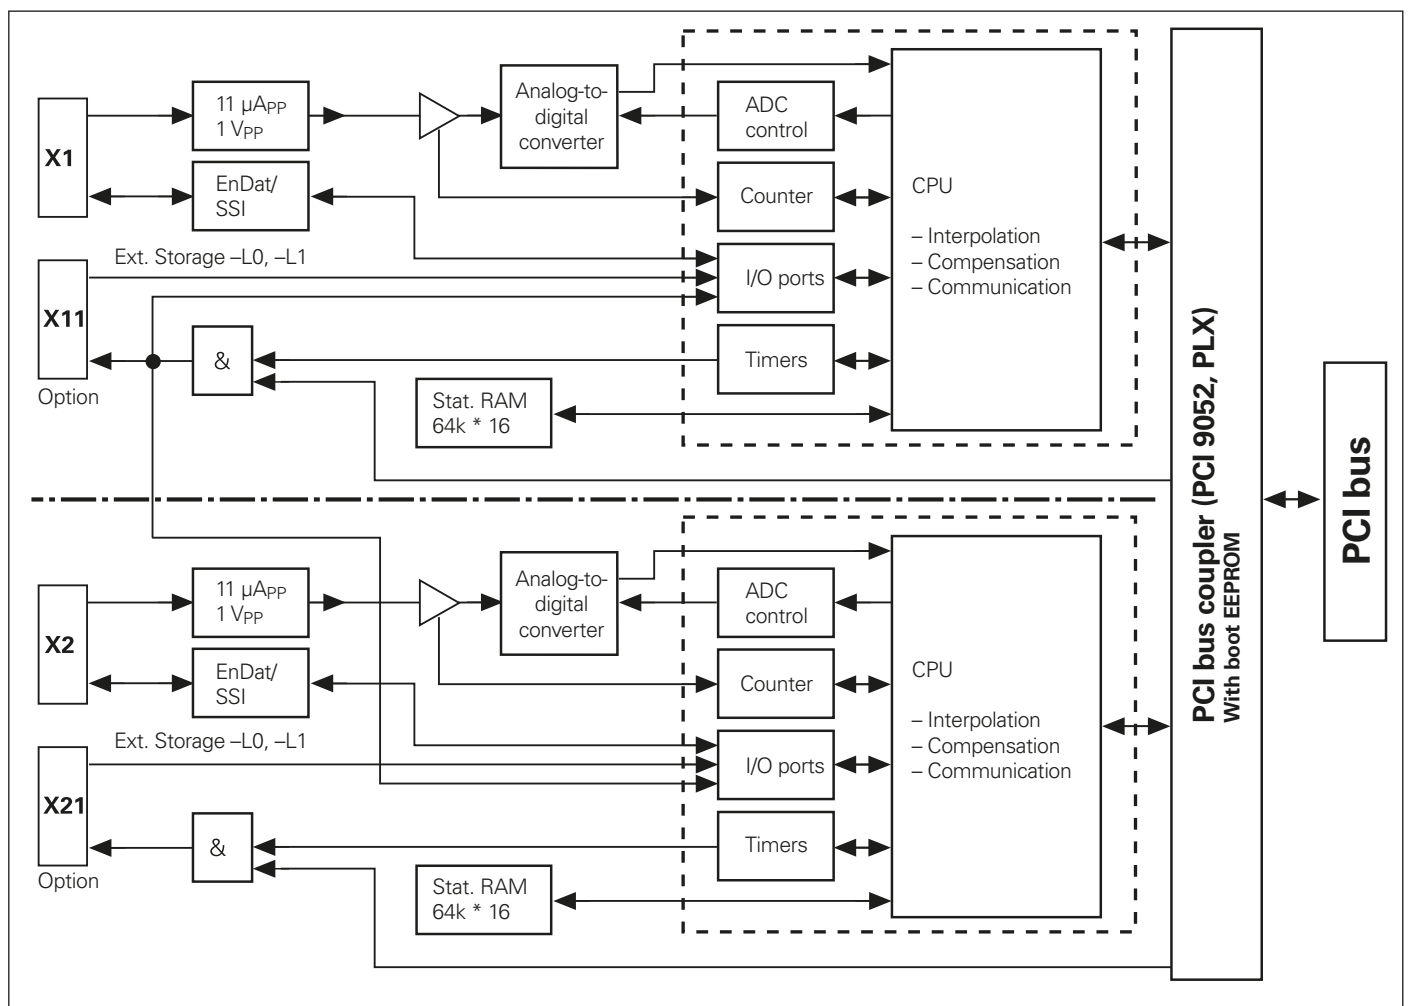 X1
11 µAPP
1 VPP
EnDat/
SSI
Analog-to-
digital
converter
ADC
control
Counter
CPU
– Interpolation
– Compensation
– Communication
Ext. Storage –L0, –L1
X11
Option
I/O ports
&
Timers
Stat. RAM
64k * 16
X2
11 µAPP
1 VPP
EnDat/
SSI
Analog-to-
digital
converter
ADC
control
Counter
CPU
– Interpolation
– Compensation
– Communication
Ext. Storage –L0, –L1
X21
Option
I/O ports
&
Timers
Stat. RAM
64k * 16
PCI bus coupler (PCI 9052, PLX)
With boot EEPROM
PCI bus